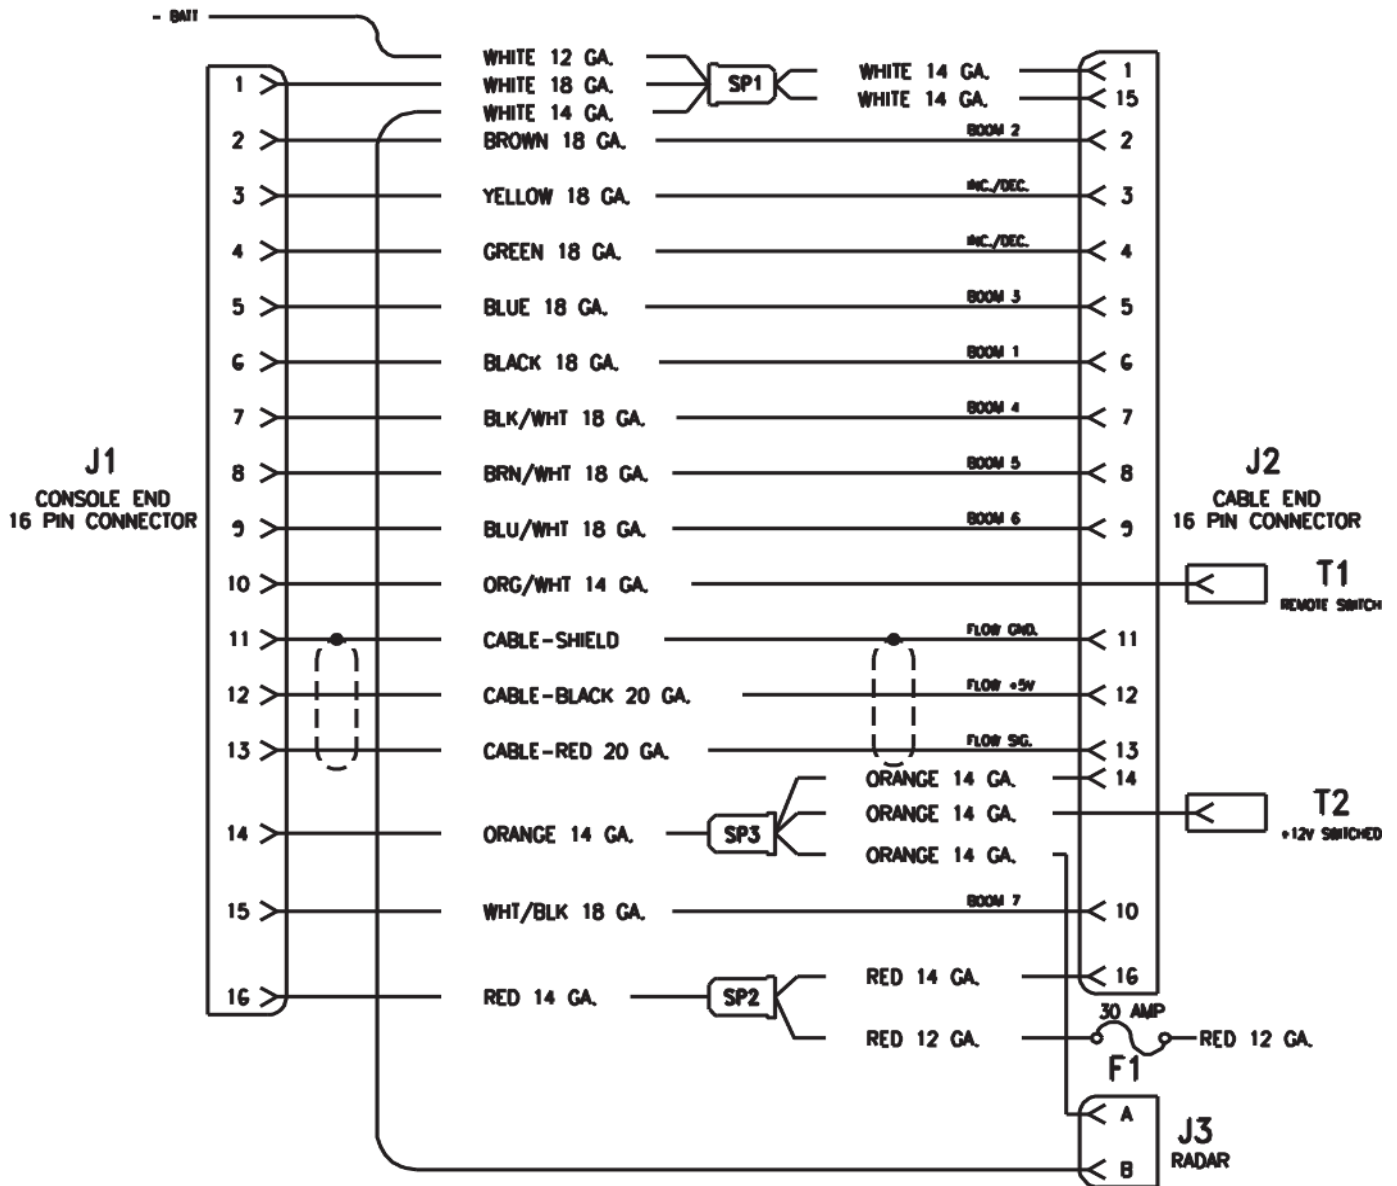 - BATT
WHITE 12 GA.
1 WHITE 18 GA. SP1 WHITE 14 GA. 1
WHITE 14 GA. WHITE 14 GA. 15
2 BROWN 18 GA. BOOM 2 2
3 YELLOW 18 GA. INC./DEC. 3
4 GREEN 18 GA. INC./DEC. 4
5 BLUE 18 GA. BOOM 3 5
6 BLACK 18 GA. BOOM 1 6
7 BLK/WHT 18 GA. BOOM 4 7
J1
CONSOLE END
16 PIN CONNECTOR
8 BRN/WHT 18 GA. BOOM 5 8
J2
CABLE END
16 PIN CONNECTOR
9 BLU/WHT 18 GA. BOOM 6 9
10 ORG/WHT 14 GA. T1
REMOTE SWITCH
11 CABLE-SHIELD FLOW GND. 11
12 CABLE-BLACK 20 GA. FLOW +5V 12
13 CABLE-RED 20 GA. FLOW SIG. 13
ORANGE 14 GA. 14
ORANGE 14 GA. T2
+12V SWITCHED
14 ORANGE 14 GA. SP3
ORANGE 14 GA.
15 WHT/BLK 18 GA. BOOM 7 10
RED 14 GA. 16
16 RED 14 GA. SP2
30 AMP
RED 12 GA. RED 12 GA.
F1
A
J3
RADAR
B